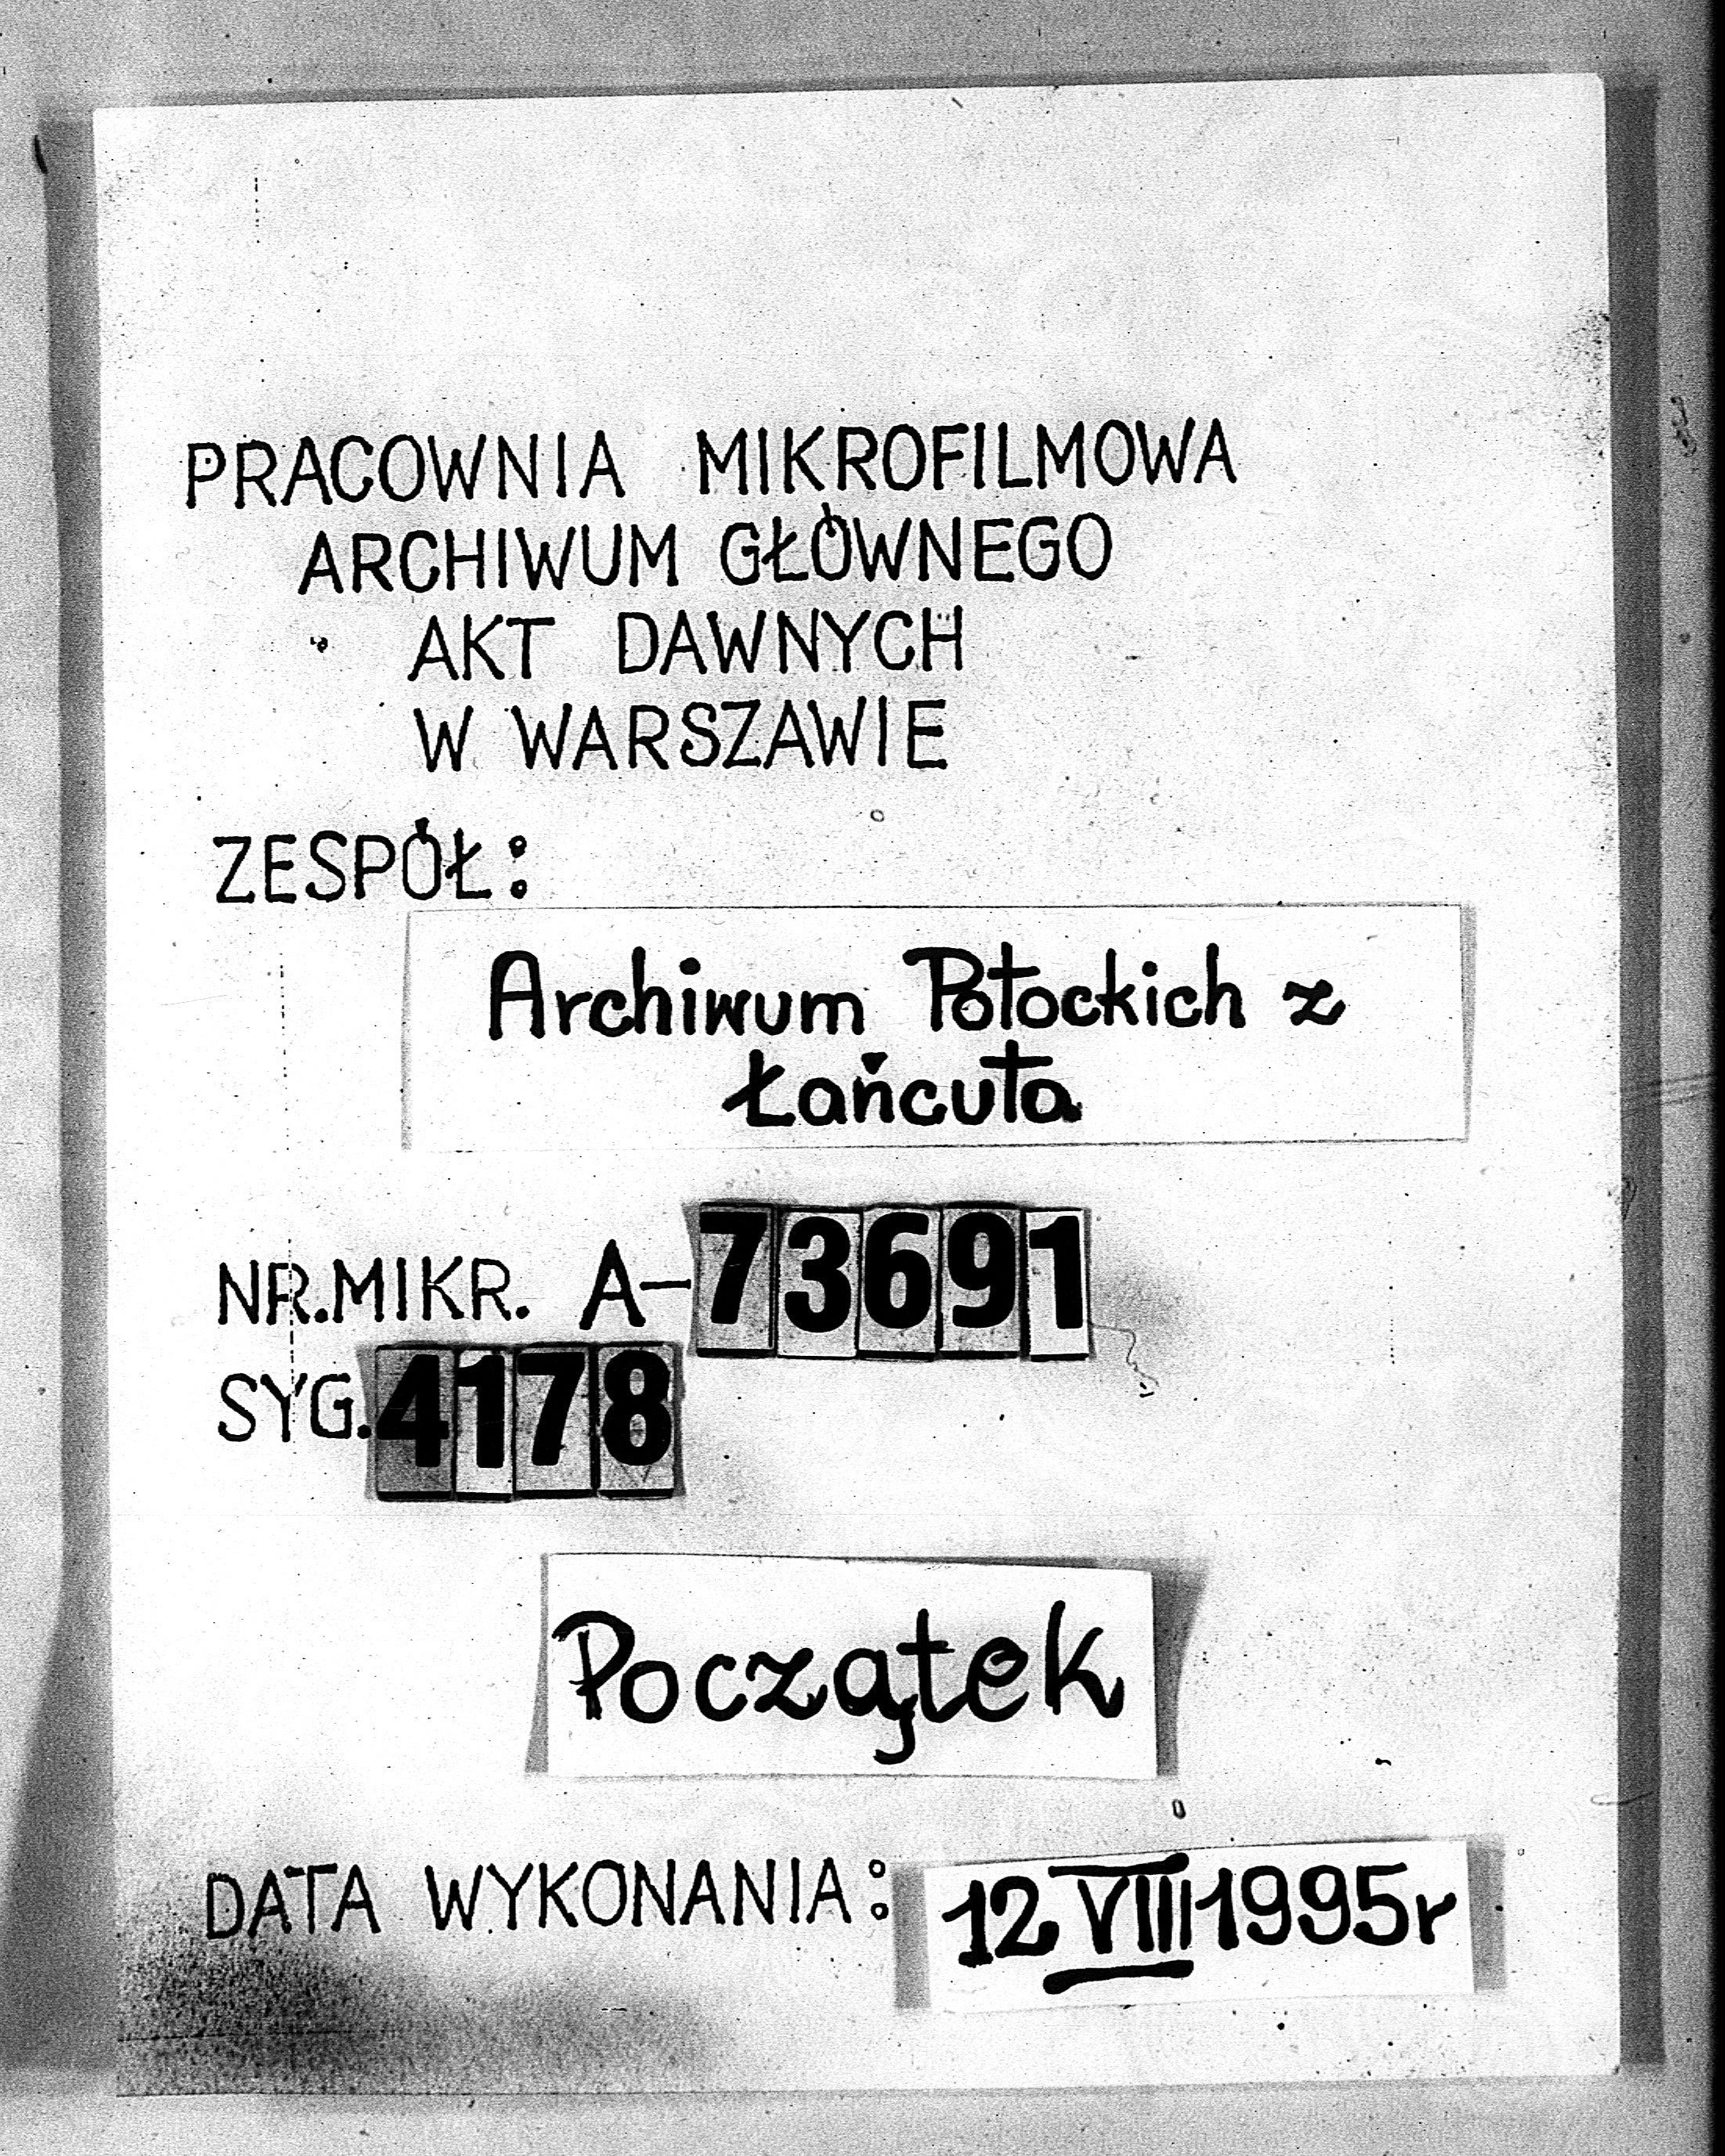 PRACOWNIA MIKROFILMOWA
ARCHIWUM GŁÓWNEGO
AKT DAWNYCH
W WARSZAWIE
ZESPÓŁ:
Archiwum Potockich z
Łańcuta
NR.MIKR. A-73691
SYG.4178
Początek
DATA WYKONANIA: 12 VIII 1995r